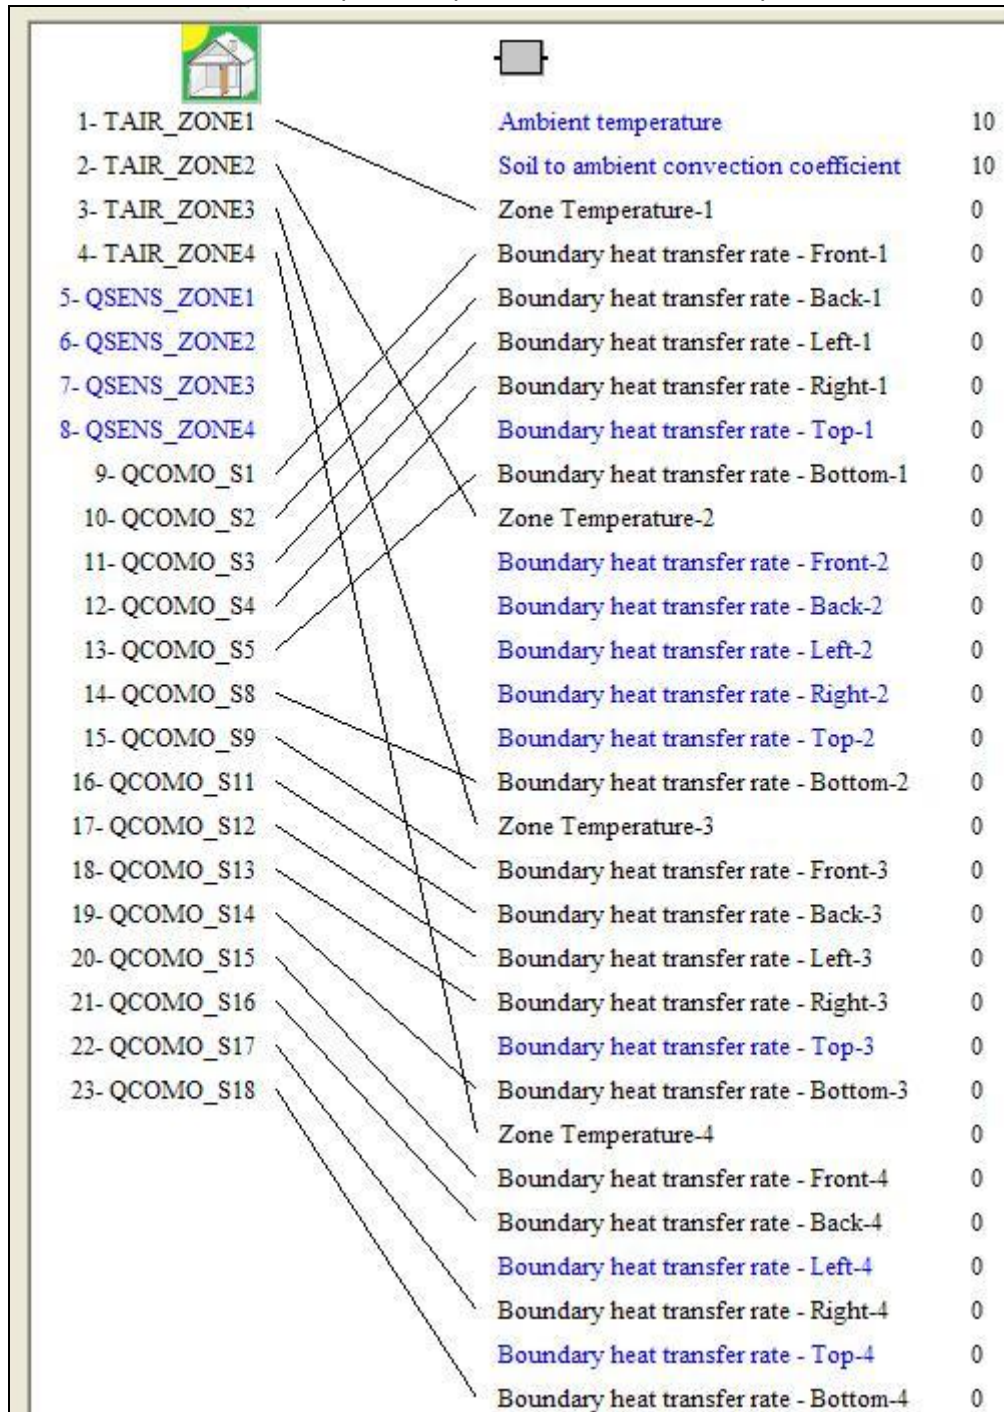 1- TAIR_ZONE1
2- TAIR_ZONE2
3- TAIR_ZONE3
4- TAIR_ZONE4
5- QSENS_ZONE1
6- QSENS_ZONE2
7- QSENS_ZONE3
8- QSENS_ZONE4
9- QCOMO_S1
10- QCOMO_S2
11- QCOMO_S3
12- QCOMO_S4
13- QCOMO_S5
14- QCOMO_S8
15- QCOMO_S9
16- QCOMO_S11
17- QCOMO_S12
18- QCOMO_S13
19- QCOMO_S14
20- QCOMO_S15
21- QCOMO_S16
22- QCOMO_S17
23- QCOMO_S18
Ambient temperature 10
Soil to ambient convection coefficient 10
Zone Temperature-1 0
Boundary heat transfer rate - Front-1 0
Boundary heat transfer rate - Back-1 0
Boundary heat transfer rate - Left-1 0
Boundary heat transfer rate - Right-1 0
Boundary heat transfer rate - Top-1 0
Boundary heat transfer rate - Bottom-1 0
Zone Temperature-2 0
Boundary heat transfer rate - Front-2 0
Boundary heat transfer rate - Back-2 0
Boundary heat transfer rate - Left-2 0
Boundary heat transfer rate - Right-2 0
Boundary heat transfer rate - Top-2 0
Boundary heat transfer rate - Bottom-2 0
Zone Temperature-3 0
Boundary heat transfer rate - Front-3 0
Boundary heat transfer rate - Back-3 0
Boundary heat transfer rate - Left-3 0
Boundary heat transfer rate - Right-3 0
Boundary heat transfer rate - Top-3 0
Boundary heat transfer rate - Bottom-3 0
Zone Temperature-4 0
Boundary heat transfer rate - Front-4 0
Boundary heat transfer rate - Back-4 0
Boundary heat transfer rate - Left-4 0
Boundary heat transfer rate - Right-4 0
Boundary heat transfer rate - Top-4 0
Boundary heat transfer rate - Bottom-4 0